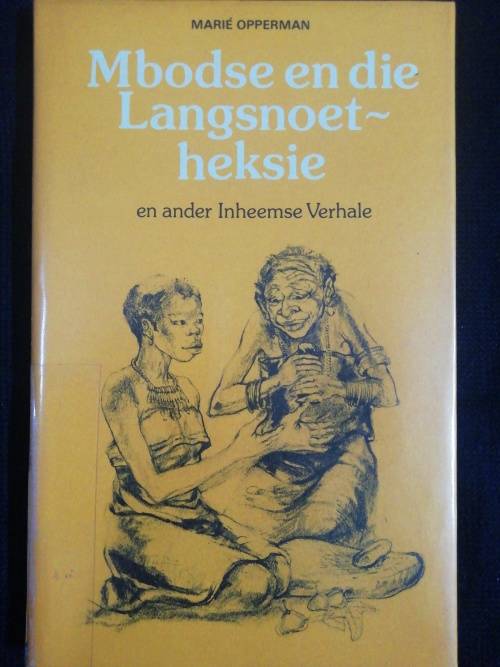 MARIÉ OPPERMAN
Mbodse en die
Langsnoet~
heksie
en ander Inheemse Verhale